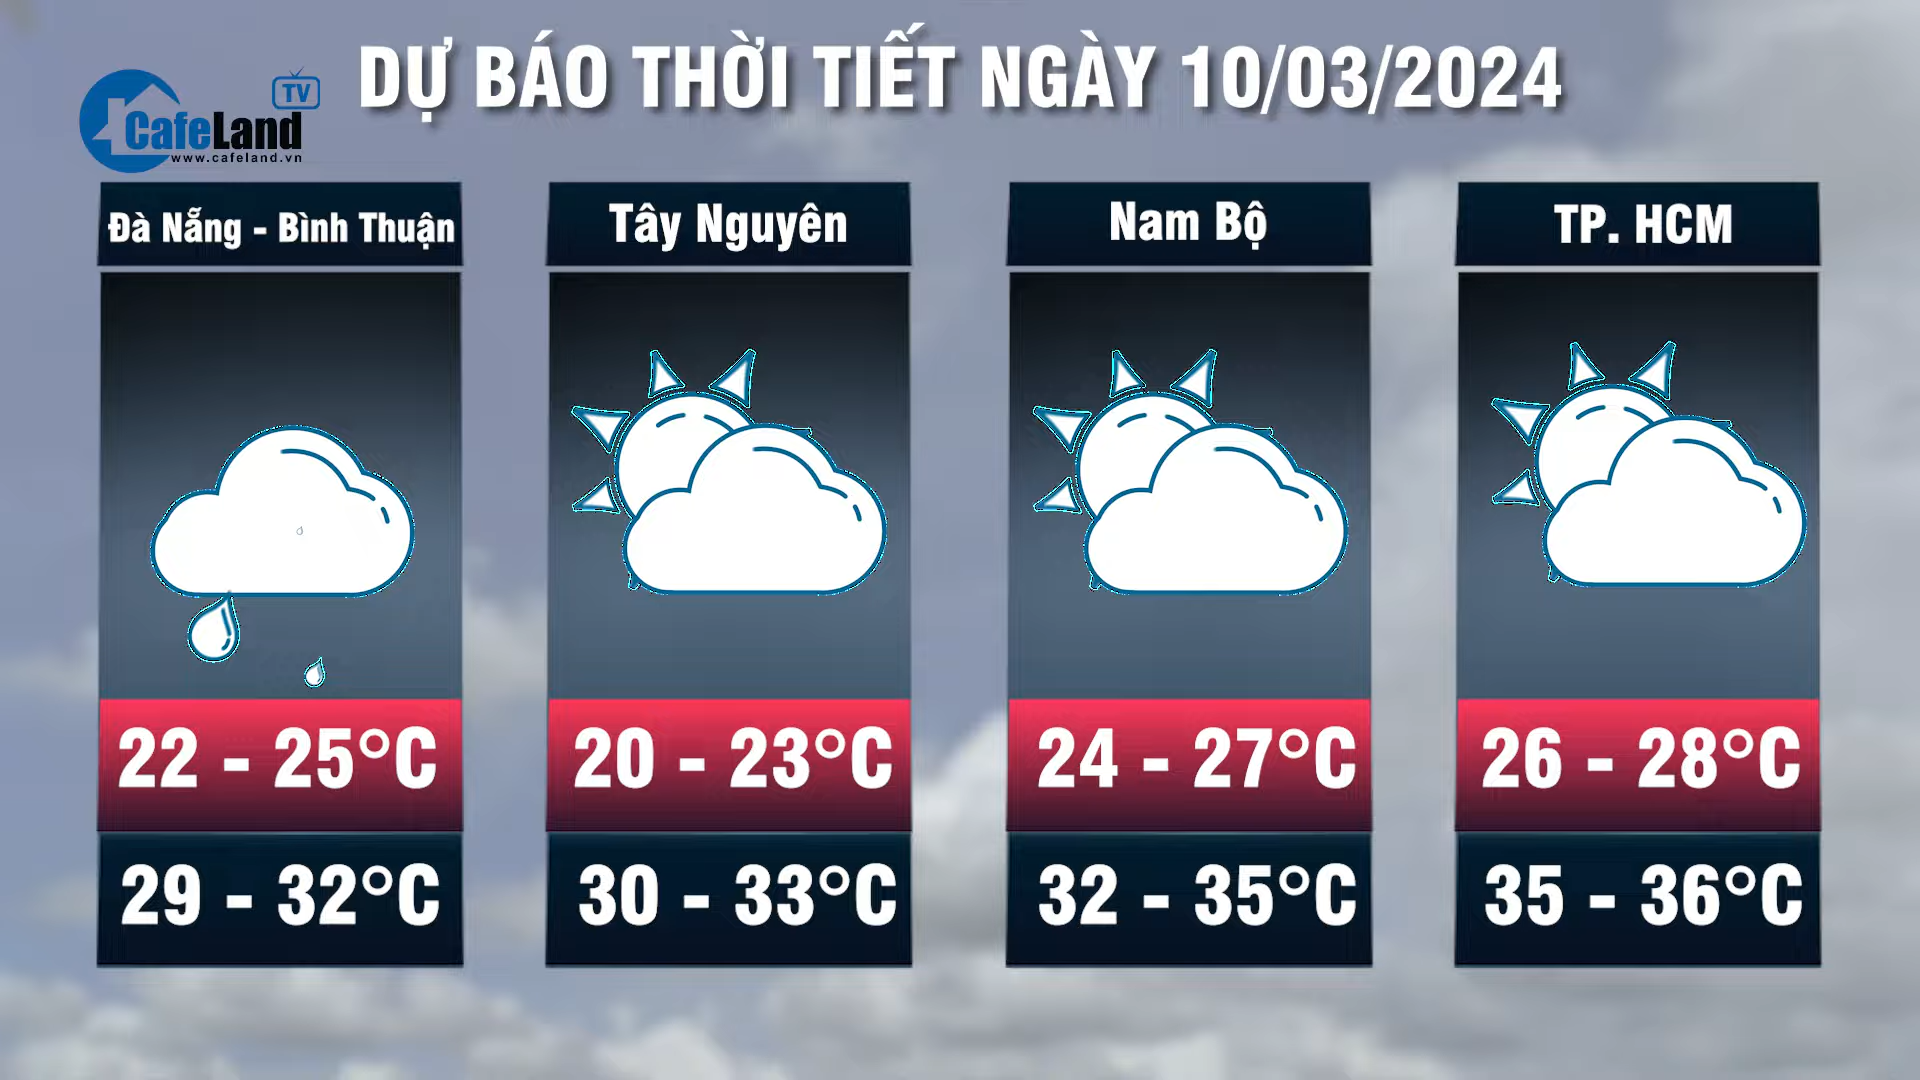 DỰ BÁO THỜI TIẾT NGÀY 10/03/2024
TV
CafeLand
www.cafeland.vn
Đà Nẵng - Bình Thuận
22 - 25°C
29 - 32°C
Tây Nguyên
20 - 23°C
30 - 33°C
Nam Bộ
24 - 27°C
32 - 35°C
TP. HCM
26 - 28°C
35 - 36°C